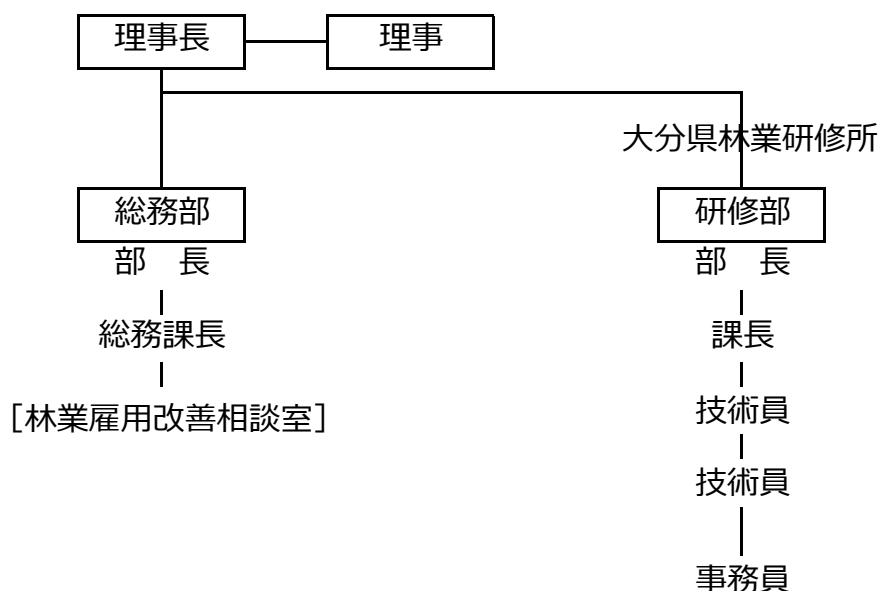 理事長
理事
大分県林業研修所
総務部
部　長
総務課長
［林業雇用改善相談室］
研修部
部　長
課長
技術員
技術員
事務員